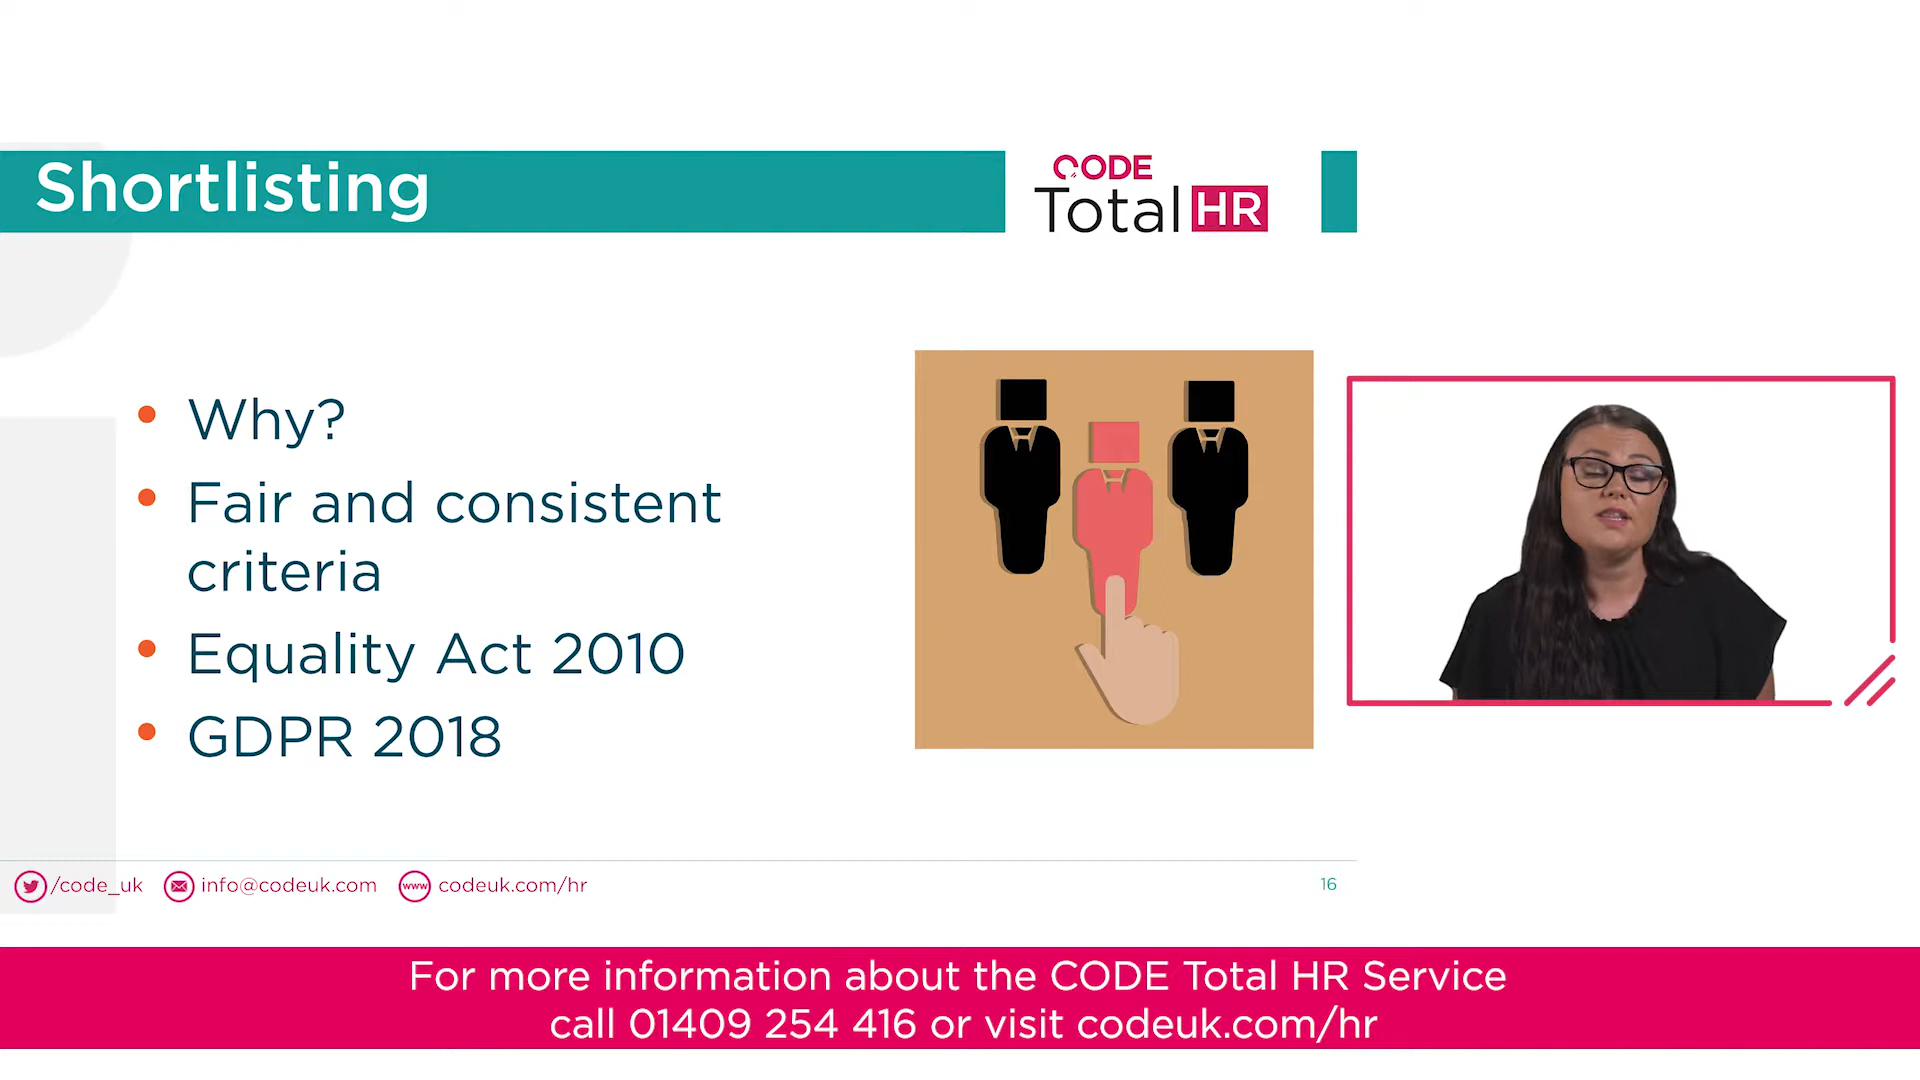 Shortlisting
CODE
Total HR
• Why?
• Fair and consistent
criteria
• Equality Act 2010
• GDPR 2018
/code_uk info@codeuk.com www codeuk.com/hr
16
For more information about the CODE Total HR Service
call 01409 254 416 or visit codeuk.com/hr